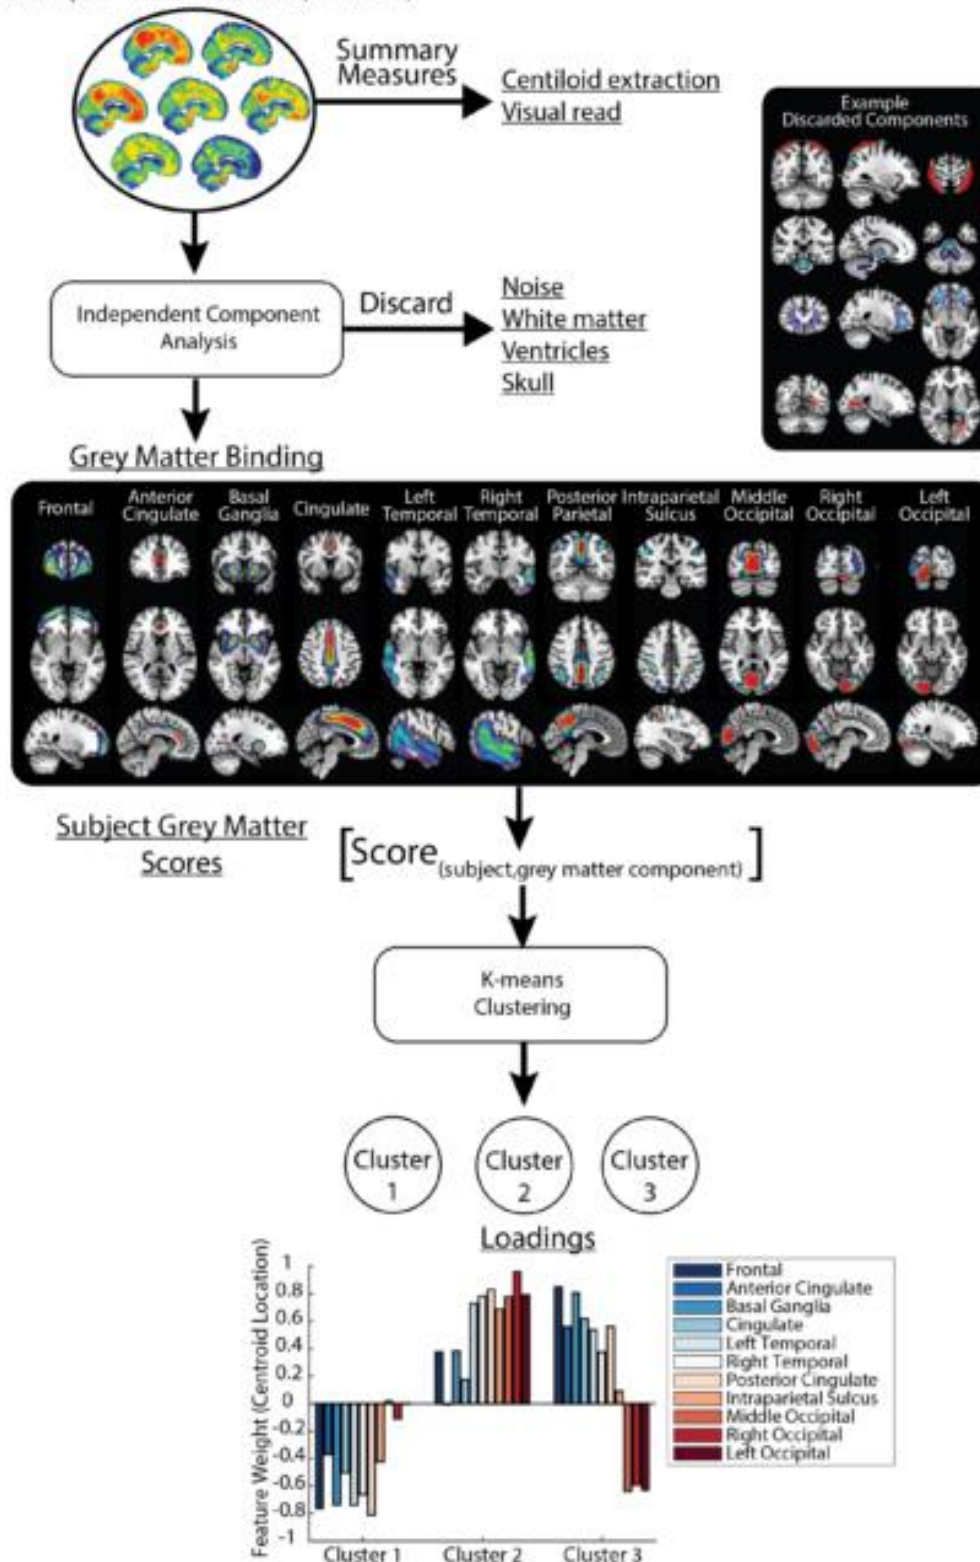 Summary
Measures
Centiloid extraction
Visual read
Example
Discarded Components
Independent Component
Analysis
Discard
Noise
White matter
Ventricles
Skull
Grey Matter Binding
Frontal
Anterior
Cingulate
Basal
Ganglia
Cingulate
Left
Temporal
Right
Temporal
Posterior
Parietal
Intraparietal
Sulcus
Middle
Occipital
Right
Occipital
Left
Occipital
Subject Grey Matter
Scores
[Score(subject,grey matter component)]
K-means
Clustering
Cluster
1
Cluster
2
Cluster
3
Loadings
Feature Weight (Centroid Location)
1
0.8
0.6
0.4
0.2
0
-0.2
-0.4
-0.6
-0.8
-1
Cluster 1
Cluster 2
Cluster 3
Frontal
Anterior Cingulate
Basal Ganglia
Cingulate
Left Temporal
Right Temporal
Posterior Cingulate
Intraparietal Sulcus
Middle Occipital
Right Occipital
Left Occipital